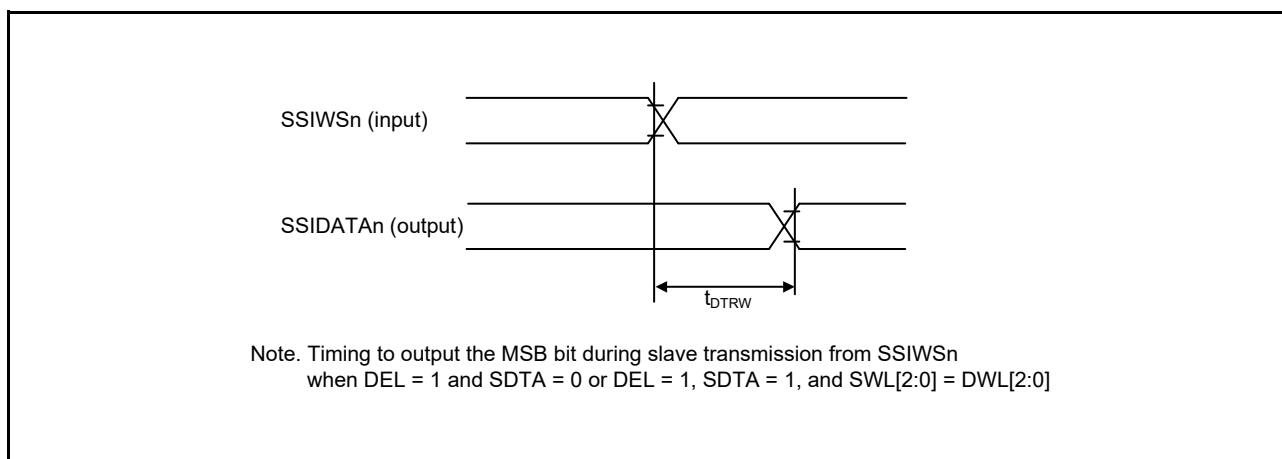 SSIWSn (input)
SSIDATAn (output)
tDTRW
Note. Timing to output the MSB bit during slave transmission from SSIWSn
when DEL = 1 and SDTA = 0 or DEL = 1, SDTA = 1, and SWL[2:0] = DWL[2:0]